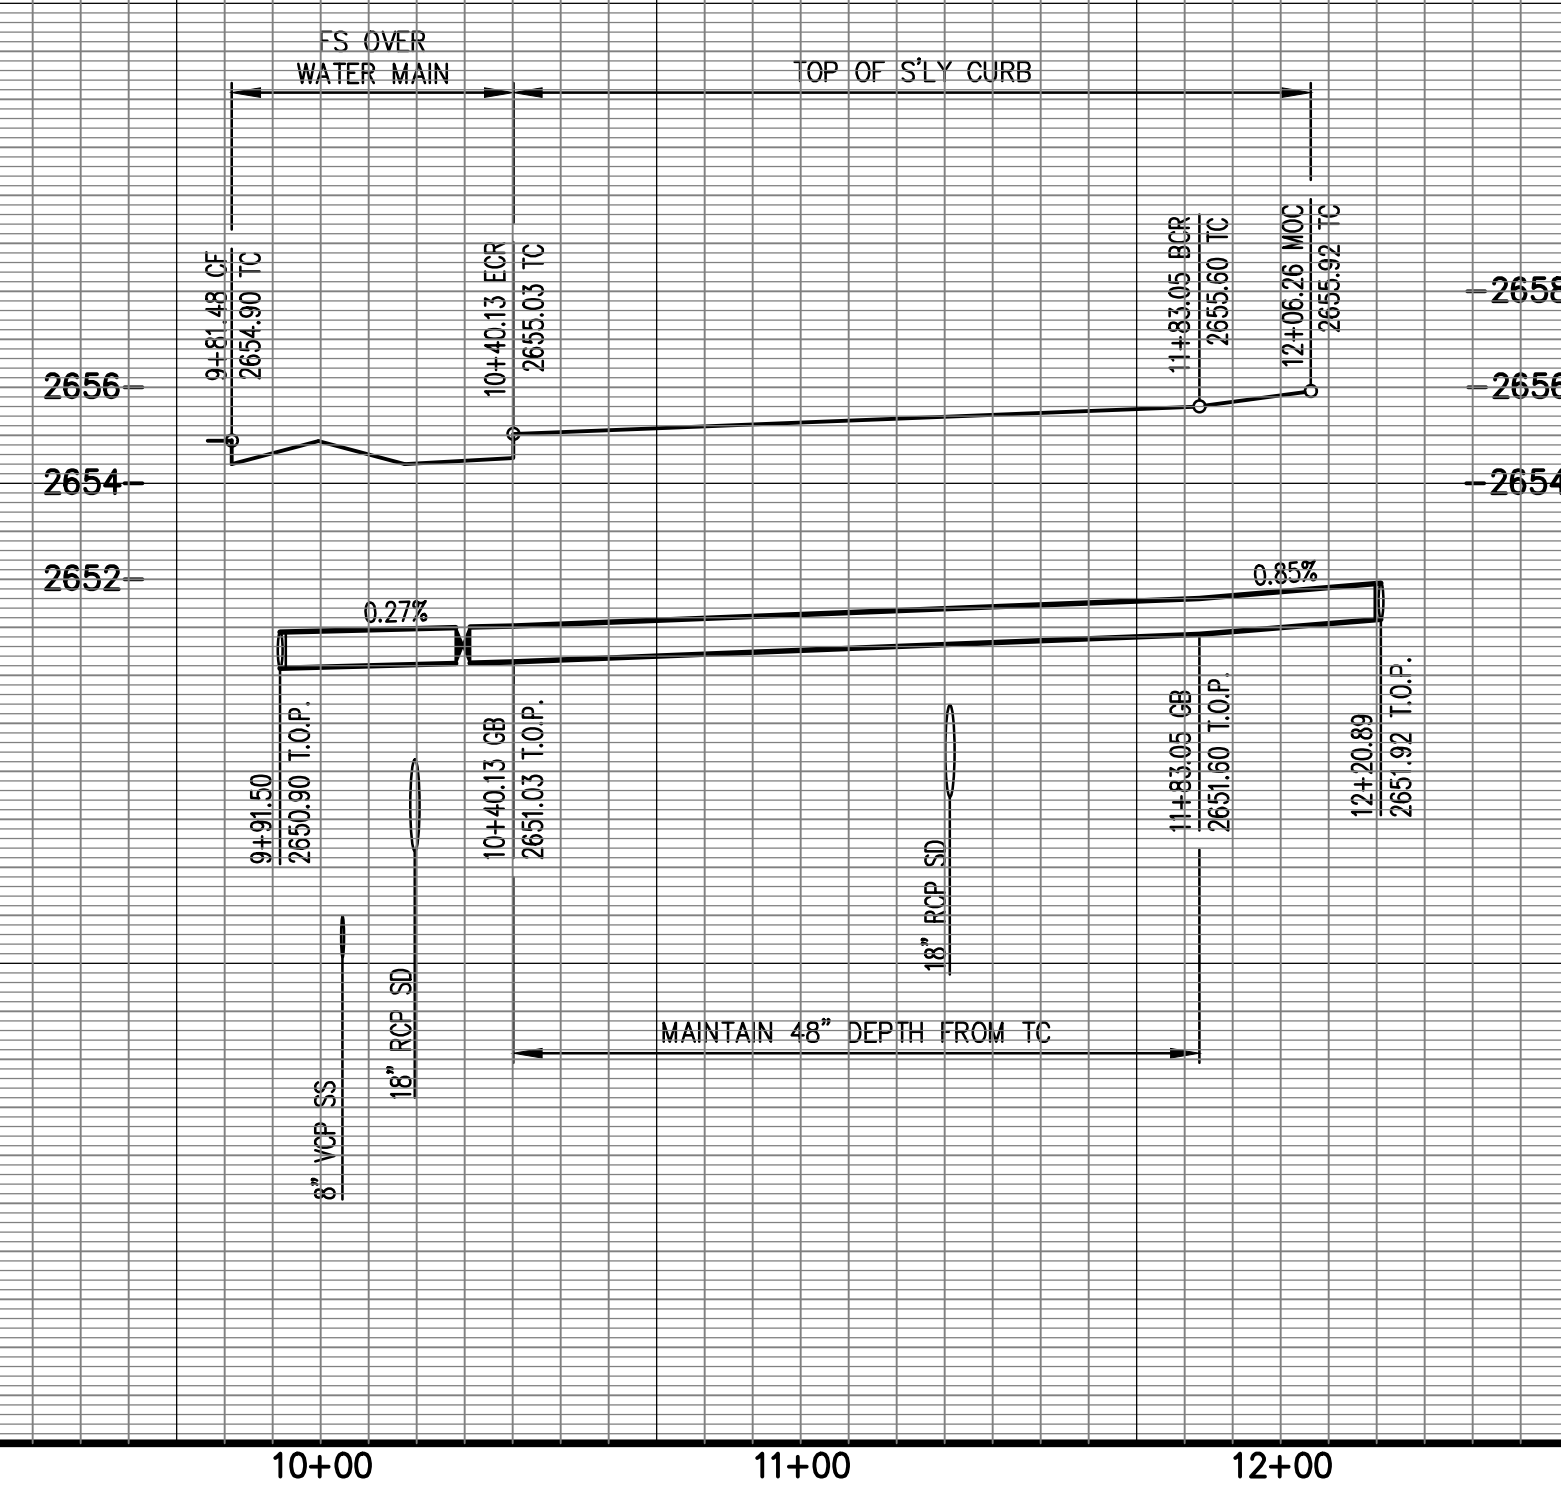 FS OVER
WATER MAIN
TOP OF S'LY CURB
9+81.48 CF
2654.90 TC
10+40.13 ECR
2655.03 TC
11+83.05 BCR
2655.60 TC
12+06.26 MOC
2655.92 TC
2658
2656
2656
2654
2654
2652
0.27%
0.85%
9+91.50
2650.90 T.O.P.
10+40.13 GB
2651.03 T.O.P.
11+83.05 GB
2651.60 T.O.P.
12+20.89
2651.92 T.O.P.
18" RCP SD
18" RCP SD
8" VCP SS
MAINTAIN 48" DEPTH FROM TC
10+00
11+00
12+00